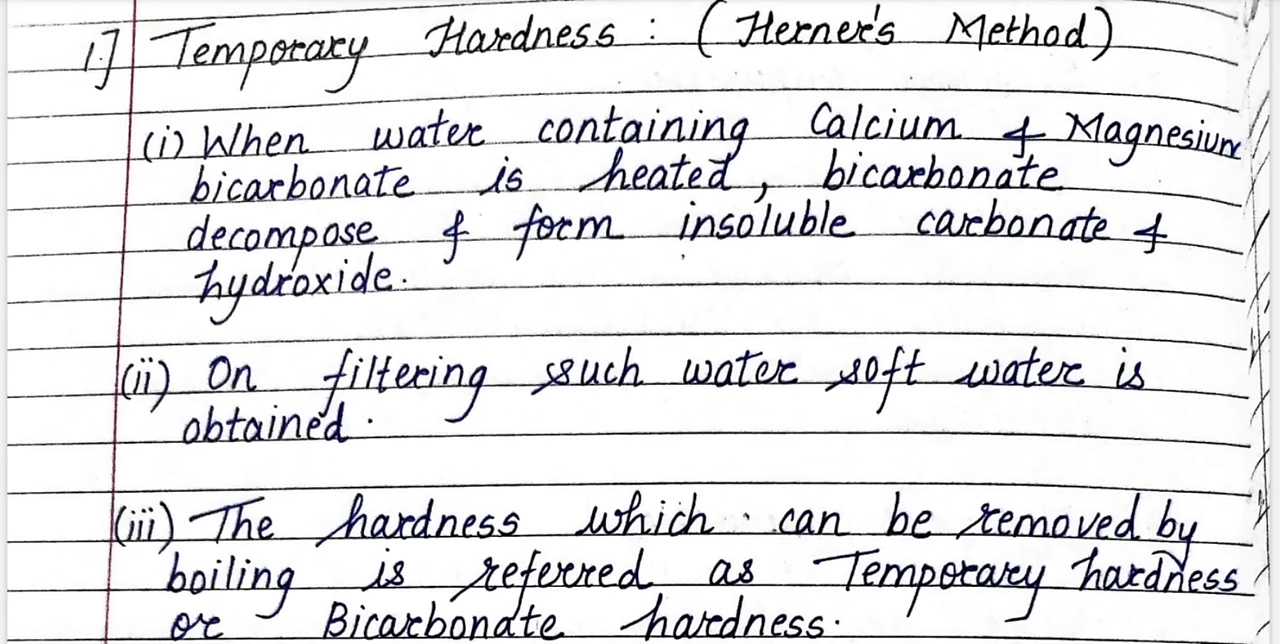 1.] Temporary Hardness : ( Herner's Method )
(i) When water containing Calcium & Magnesium
bicarbonate is heated, bicarbonate
decompose & form insoluble carbonate &
hydroxide.
(ii) On filtering such water soft water is
obtained.
(iii) The hardness which can be removed by
boiling is referred as Temporary hardness
or Bicarbonate hardness.